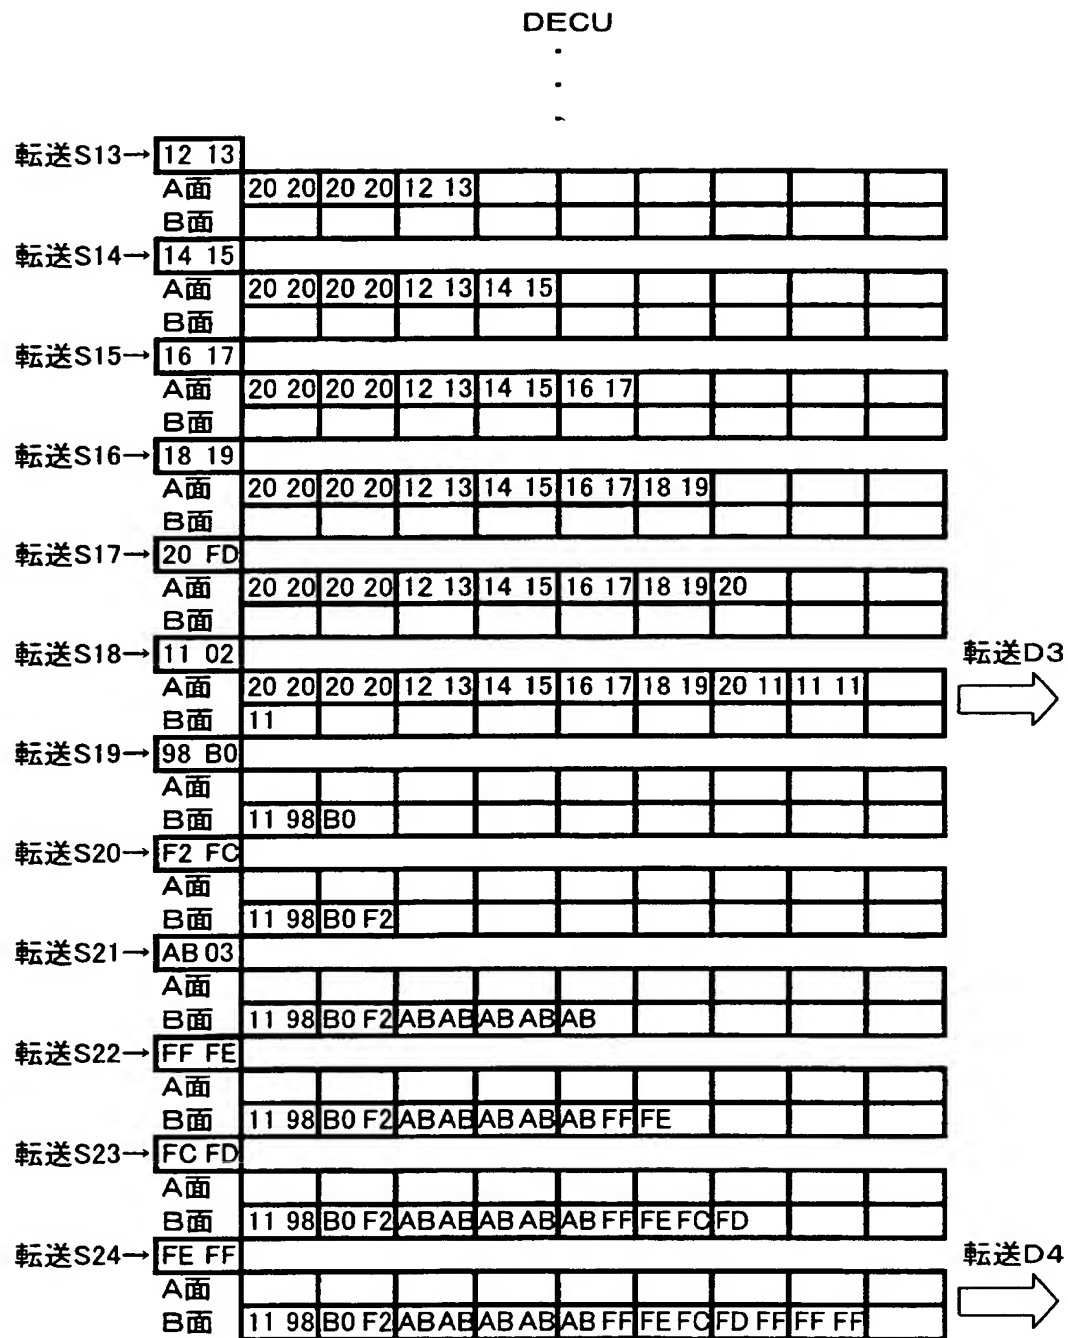 DECU
転送S13→ 12 13
A面 20 20 20 20 12 13
B面
転送S14→ 14 15
A面 20 20 20 20 12 13 14 15
B面
転送S15→ 16 17
A面 20 20 20 20 12 13 14 15 16 17
B面
転送S16→ 18 19
A面 20 20 20 20 12 13 14 15 16 17 18 19
B面
転送S17→ 20 FD
A面 20 20 20 20 12 13 14 15 16 17 18 19 20
B面
転送S18→ 11 02 転送D3
A面 20 20 20 20 12 13 14 15 16 17 18 19 20 11 11 11
B面 11
転送S19→ 98 B0
A面
B面 11 98 B0
転送S20→ F2 FC
A面
B面 11 98 B0 F2
転送S21→ AB 03
A面
B面 11 98 B0 F2 AB AB AB AB AB
転送S22→ FF FE
A面
B面 11 98 B0 F2 AB AB AB AB AB FF FE
転送S23→ FC FD
A面
B面 11 98 B0 F2 AB AB AB AB AB FF FE FC FD
転送S24→ FE FF 転送D4
A面
B面 11 98 B0 F2 AB AB AB AB AB FF FE FC FD FF FF FF